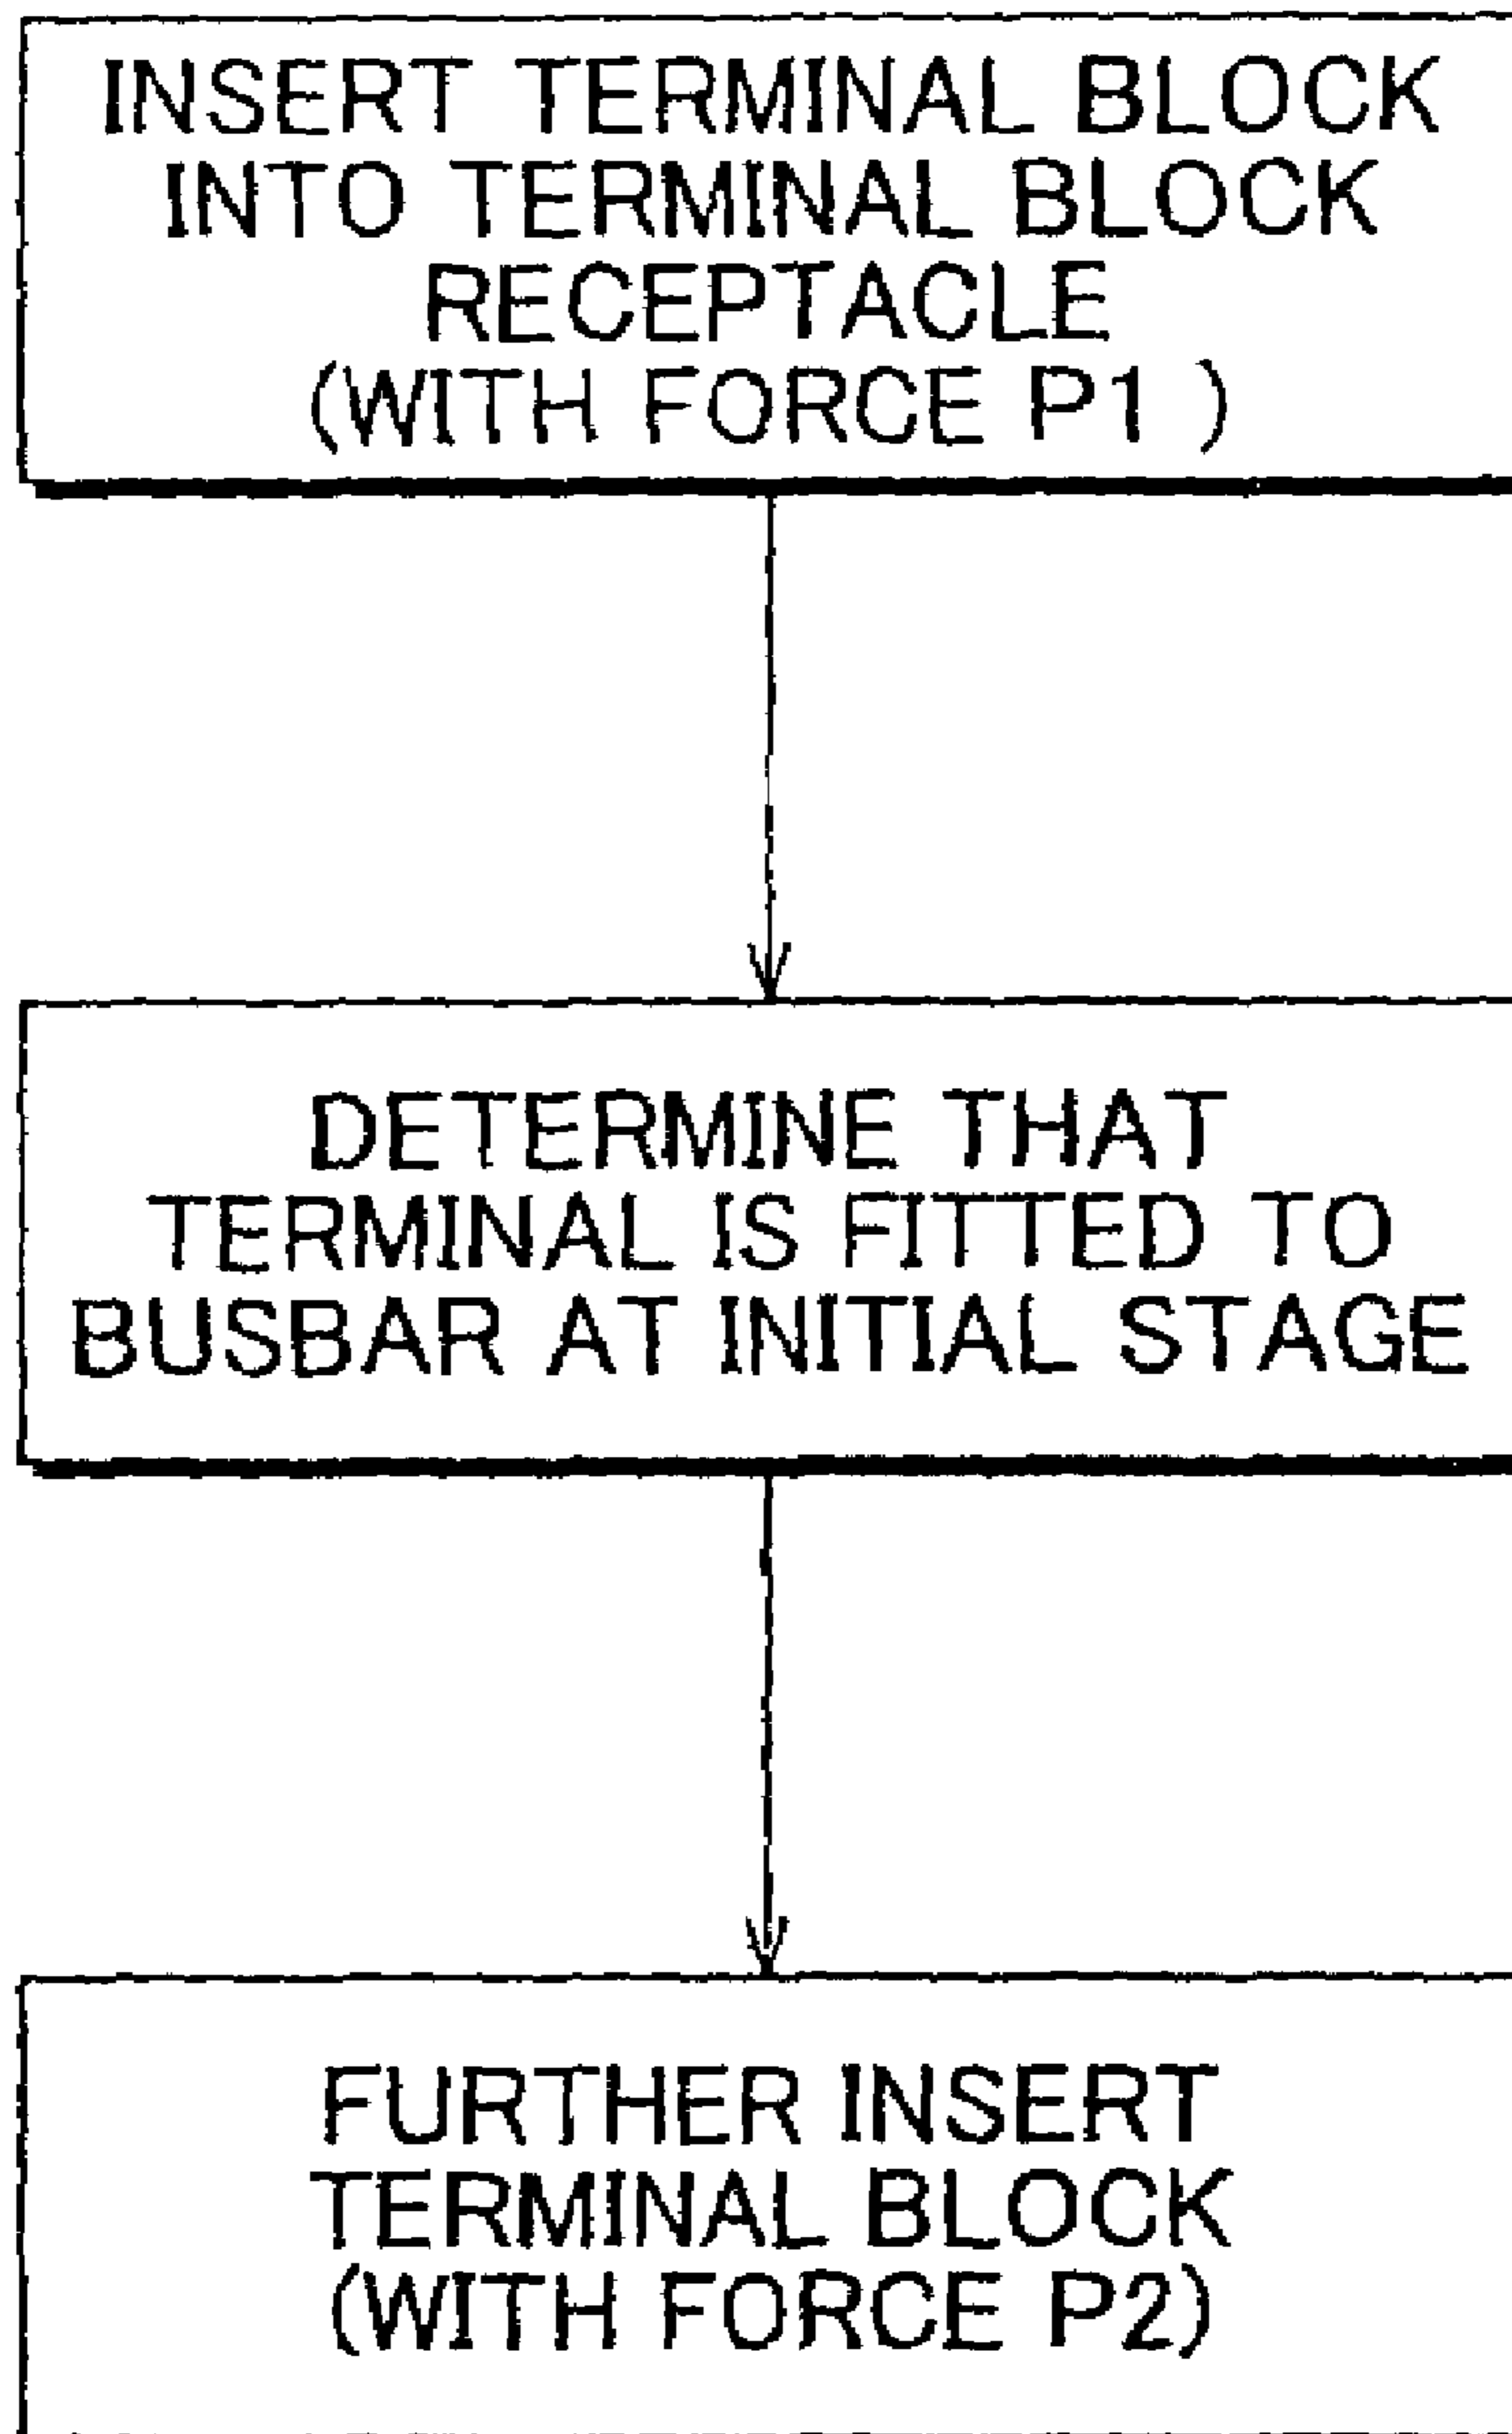 INSERT TERMINAL BLOCK
INTO TERMINAL BLOCK
RECEPTACLE
(WITH FORCE P1 )
DETERMINE THAT
TERMINAL IS FITTED TO
BUSBAR AT INITIAL STAGE
FURTHER INSERT
TERMINAL BLOCK
(WITH FORCE P2)